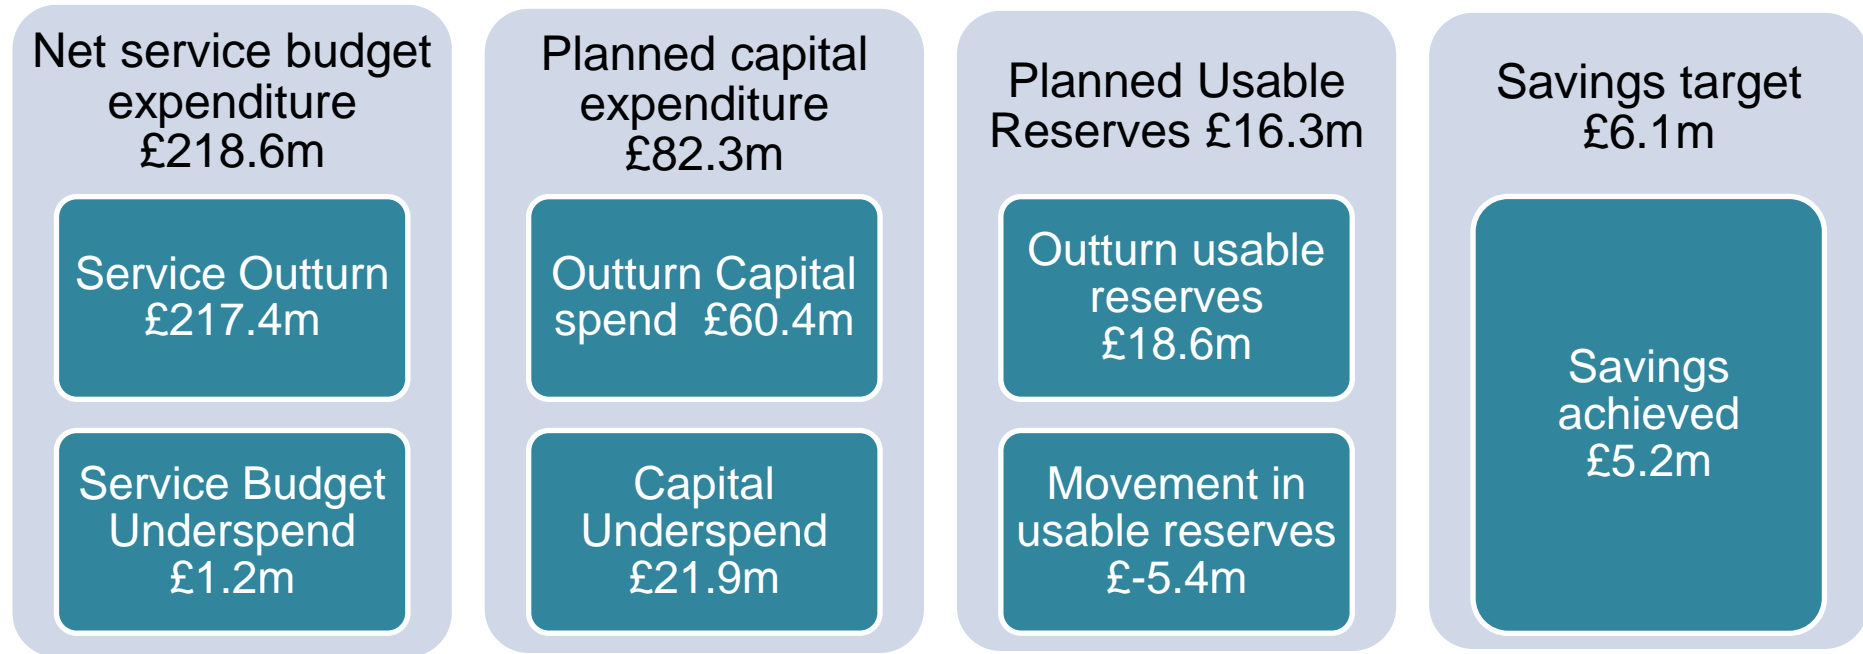 Net service budget
expenditure
£218.6m
Service Outturn
£217.4m
Service Budget
Underspend
£1.2m
Planned capital
expenditure
£82.3m
Outturn Capital
spend  £60.4m
Capital
Underspend
£21.9m
Planned Usable
Reserves £16.3m
Outturn usable
reserves
£18.6m
Movement in
usable reserves
£-5.4m
Savings target
£6.1m
Savings
achieved
£5.2m